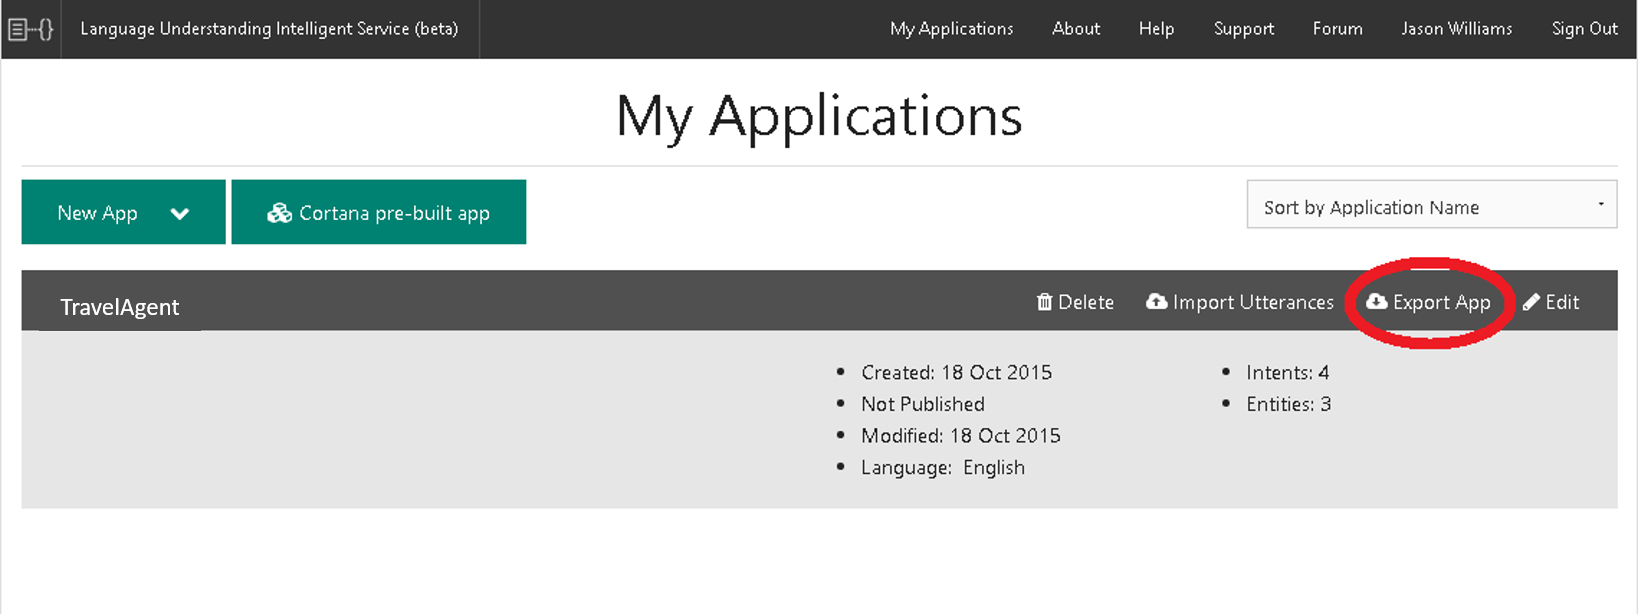 Language Understanding Intelligent Service (beta) My Applications About Help Support Forum Jason Williams Sign Out
My Applications
New App Cortana pre-built app Sort by Application Name
TravelAgent Delete Import Utterances Export App Edit
Created: 18 Oct 2015 Intents: 4
Not Published Entities: 3
Modified: 18 Oct 2015
Language: English